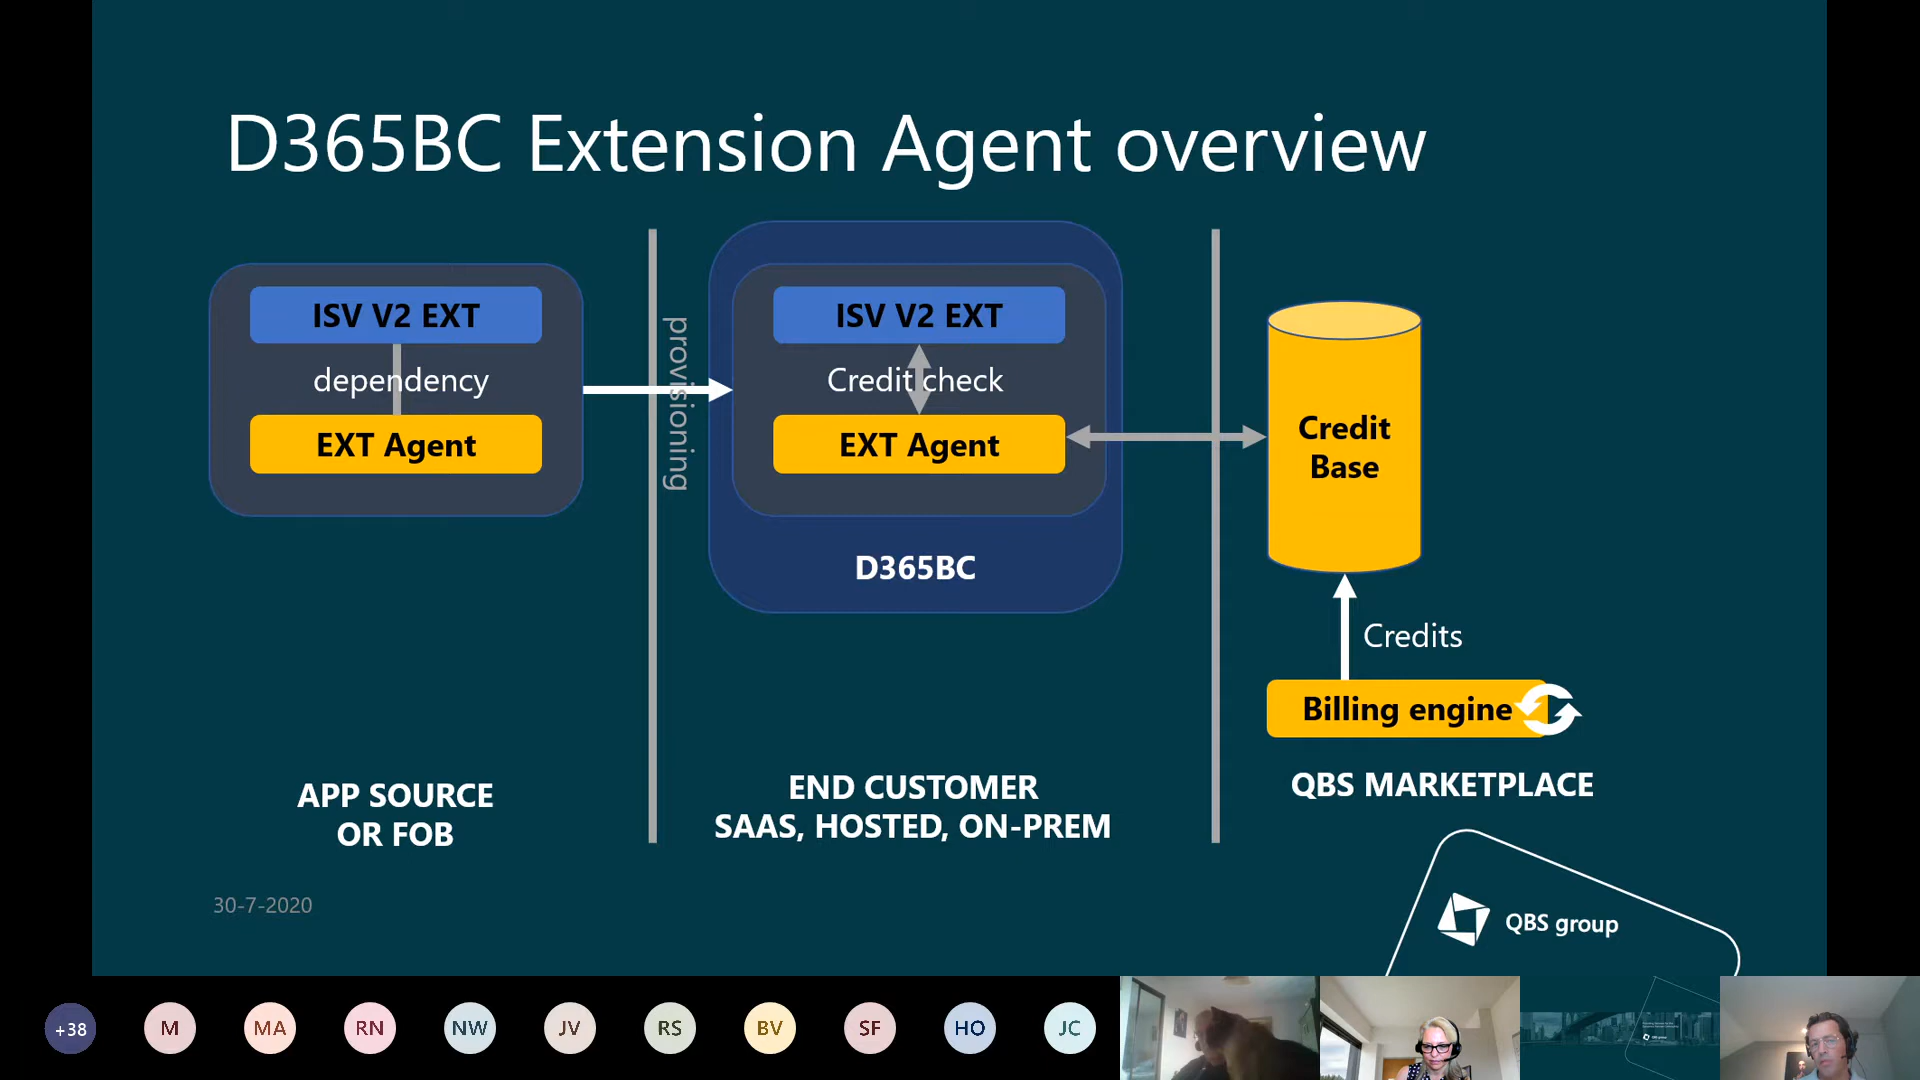 D365BC Extension Agent overview
ISV V2 EXT
dependency
EXT Agent
provisioning
ISV V2 EXT
Credit check
EXT Agent
D365BC
Credit
Base
Credits
Billing engine
APP SOURCE
OR FOB
END CUSTOMER
SAAS, HOSTED, ON-PREM
QBS MARKETPLACE
30-7-2020
QBS group
+38
M
MA
RN
NW
JV
RS
BV
SF
HO
JC